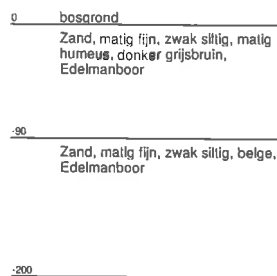 0 bosgrond
Zand, matig fijn, zwak siltig, matig
humeus, donker grijsbruin,
Edelmanboor
-90
Zand, matig fijn, zwak siltig, beige,
Edelmanboor
-200